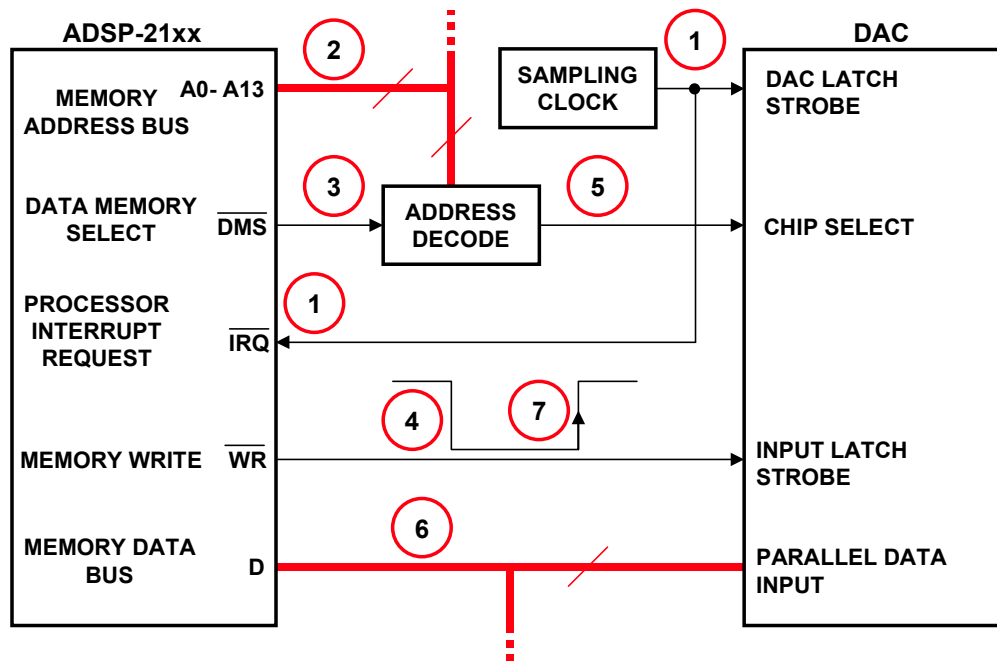 ADSP-21xx
DAC
1
2
SAMPLING
CLOCK
A0- A13
MEMORY
ADDRESS BUS
DAC LATCH
STROBE
3
5
DATA MEMORY
SELECT
DMS
ADDRESS
DECODE
CHIP SELECT
1
PROCESSOR
INTERRUPT
REQUEST
IRQ
4
7
MEMORY WRITE
WR
INPUT LATCH
STROBE
6
MEMORY DATA
BUS
D
PARALLEL DATA
INPUT